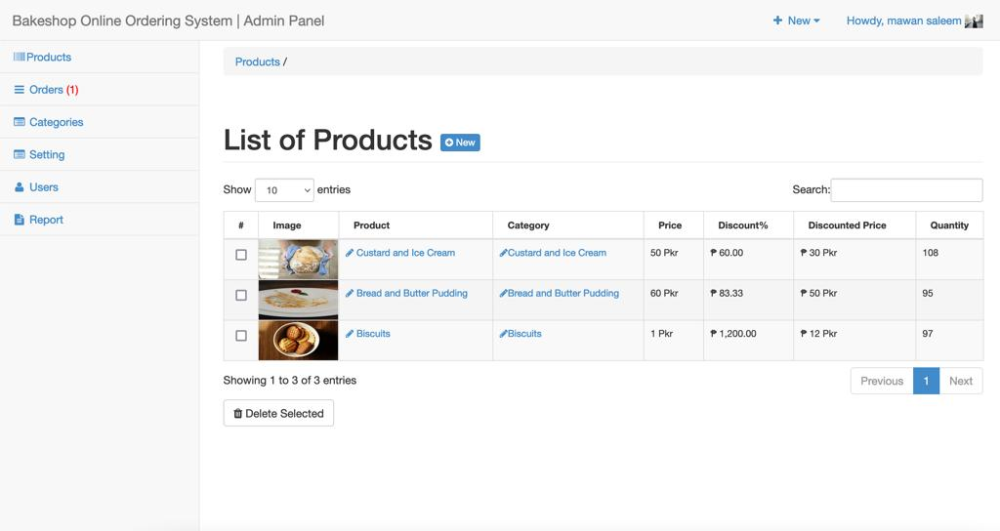 Bakeshop Online Ordering System | Admin Panel
New
Howdy, mawan saleem
Products
Orders (1)
Categories
Setting
Users
Report
Products /
List of Products New
Show 10 entries
Search:
# Image Product Category Price Discount% Discounted Price Quantity
Custard and Ice Cream Custard and Ice Cream 50 Pkr ₱ 60.00 ₱ 30 Pkr 108
Bread and Butter Pudding Bread and Butter Pudding 60 Pkr ₱ 83.33 ₱ 50 Pkr 95
Biscuits Biscuits 1 Pkr ₱ 1,200.00 ₱ 12 Pkr 97
Showing 1 to 3 of 3 entries
Previous 1 Next
Delete Selected